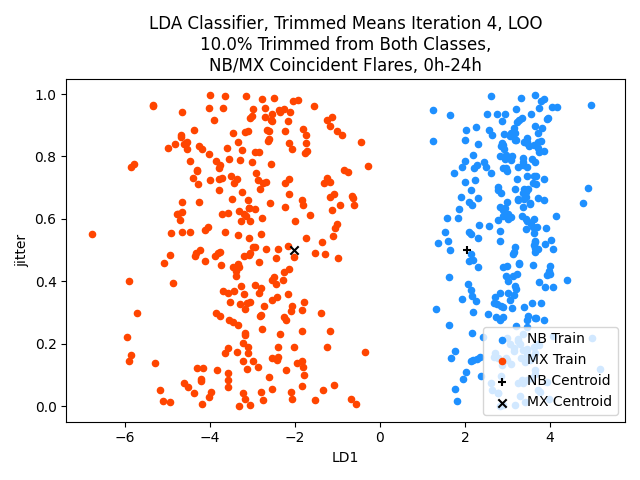 LDA Classifier, Trimmed Means Iteration 4, LOO
10.0% Trimmed from Both Classes,
NB/MX Coincident Flares, 0h-24h
1.0
0.8
0.6
0.4
0.2
0.0
jitter
−6
−4
−2
0
2
4
LD1
NB Train
MX Train
NB Centroid
MX Centroid